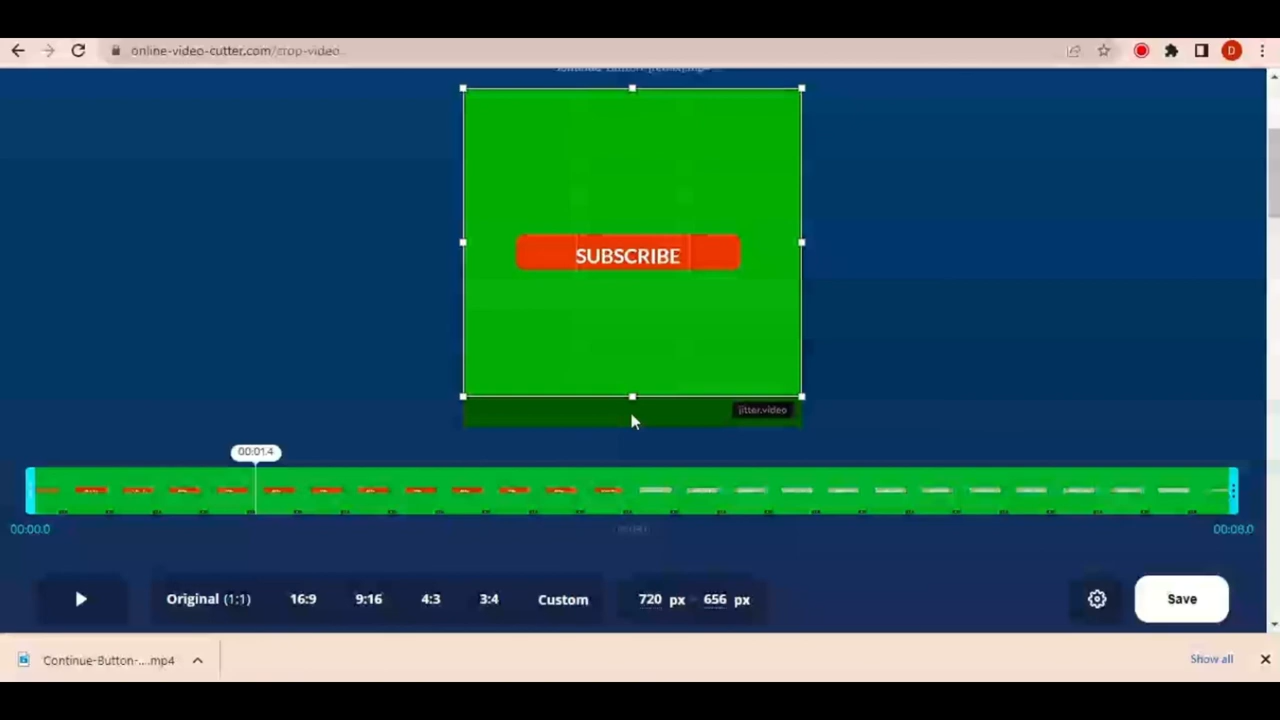 online-video-cutter.com/crop-video
D
SUBSCRIBE
jitter.video
00:01.4
00:00.0
00:08.0
Original (1:1) 16:9 9:16 4:3 3:4 Custom 720 px - 656 px
Save
Continue-Button-....mp4
Show all